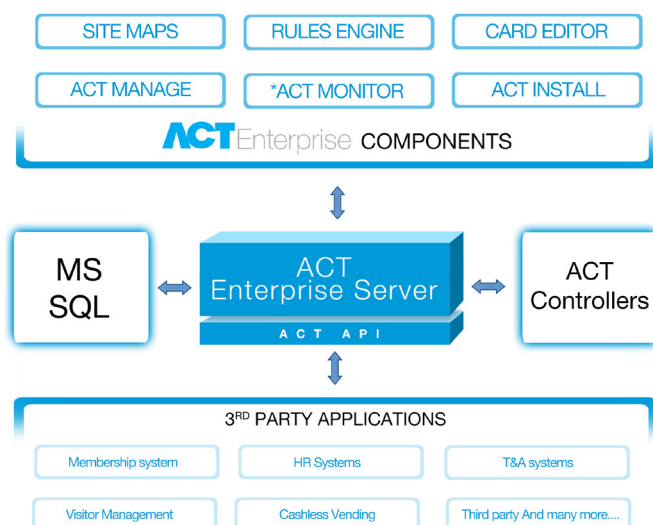 SITE MAPS
RULES ENGINE
CARD EDITOR
ACT MANAGE
*ACT MONITOR
ACT INSTALL
ACTEnterprise COMPONENTS
MS
SQL
ACT
Enterprise Server
ACT API
ACT
Controllers
3RD PARTY APPLICATIONS
Membership system
HR Systems
T&A systems
Visitor Management
Cashless Vending
Third party And many more....